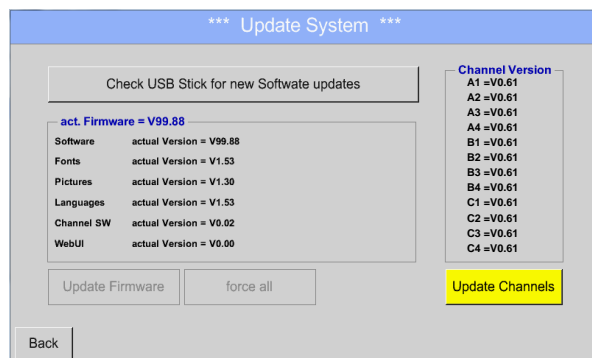 *** Update System ***
Check USB Stick for new Softwate updates
act. Firmware = V99.88
Software actual Version = V99.88
Fonts actual Version = V1.53
Pictures actual Version = V1.30
Languages actual Version = V1.53
Channel SW actual Version = V0.02
WebUI actual Version = V0.00
Update Firmware
force all
Channel Version
A1 =V0.61
A2 =V0.61
A3 =V0.61
A4 =V0.61
B1 =V0.61
B2 =V0.61
B3 =V0.61
B4 =V0.61
C1 =V0.61
C2 =V0.61
C3 =V0.61
C4 =V0.61
Update Channels
Back